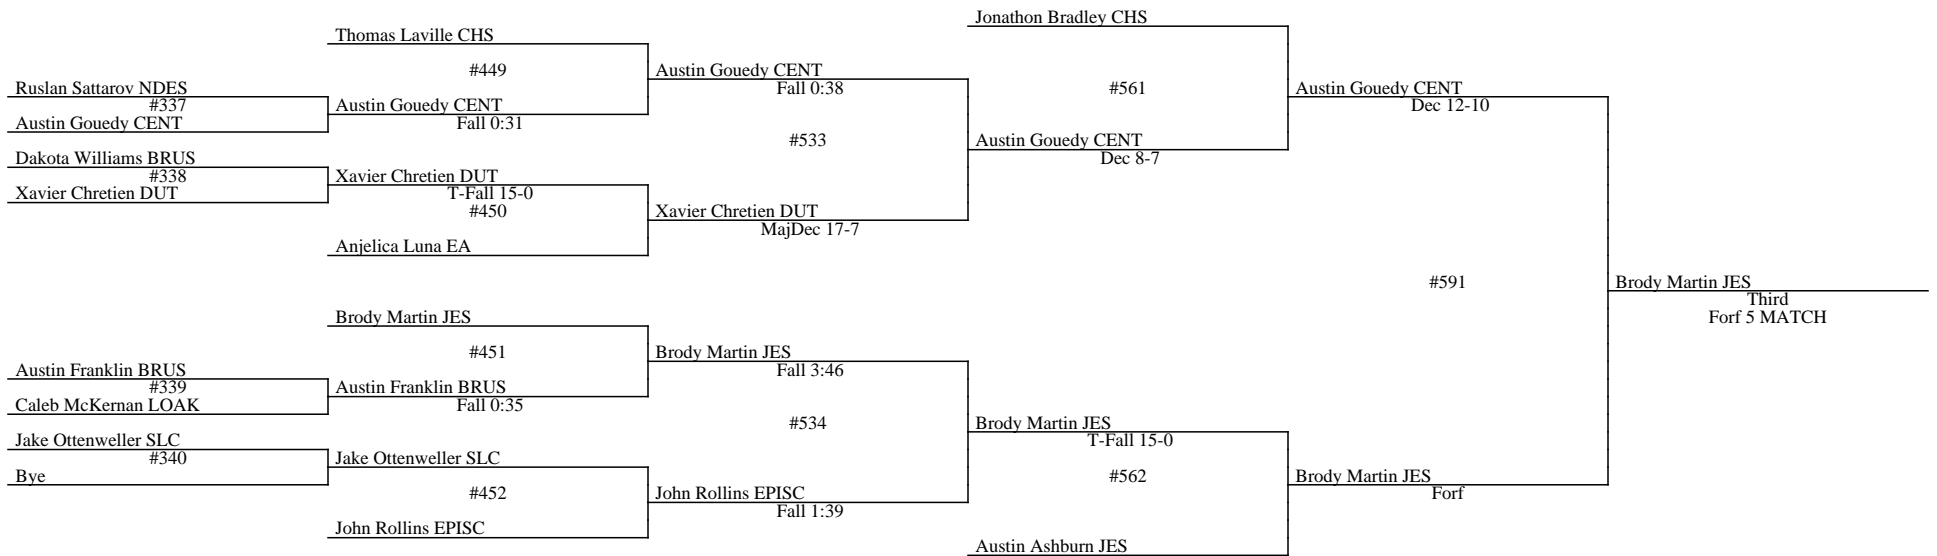 Jonathon Bradley CHS
Thomas Laville CHS
#449
Austin Gouedy CENT
Fall 0:38
#561
Ruslan Sattarov NDES
#337
Austin Gouedy CENT
Austin Gouedy CENT
Fall 0:31
Austin Gouedy CENT
Dec 12-10
#533
Austin Gouedy CENT
Dec 8-7
Dakota Williams BRUS
#338
Xavier Chretien DUT
Xavier Chretien DUT
T-Fall 15-0
#450
Xavier Chretien DUT
MajDec 17-7
Anjelica Luna EA
#591
Brody Martin JES
Third
Forf 5 MATCH
Brody Martin JES
#451
Brody Martin JES
Fall 3:46
Austin Franklin BRUS
#339
Caleb McKernan LOAK
Austin Franklin BRUS
Fall 0:35
#534
Brody Martin JES
T-Fall 15-0
Jake Ottenweller SLC
#340
Bye
Jake Ottenweller SLC
#452
John Rollins EPISC
Fall 1:39
#562
Brody Martin JES
Forf
John Rollins EPISC
Austin Ashburn JES